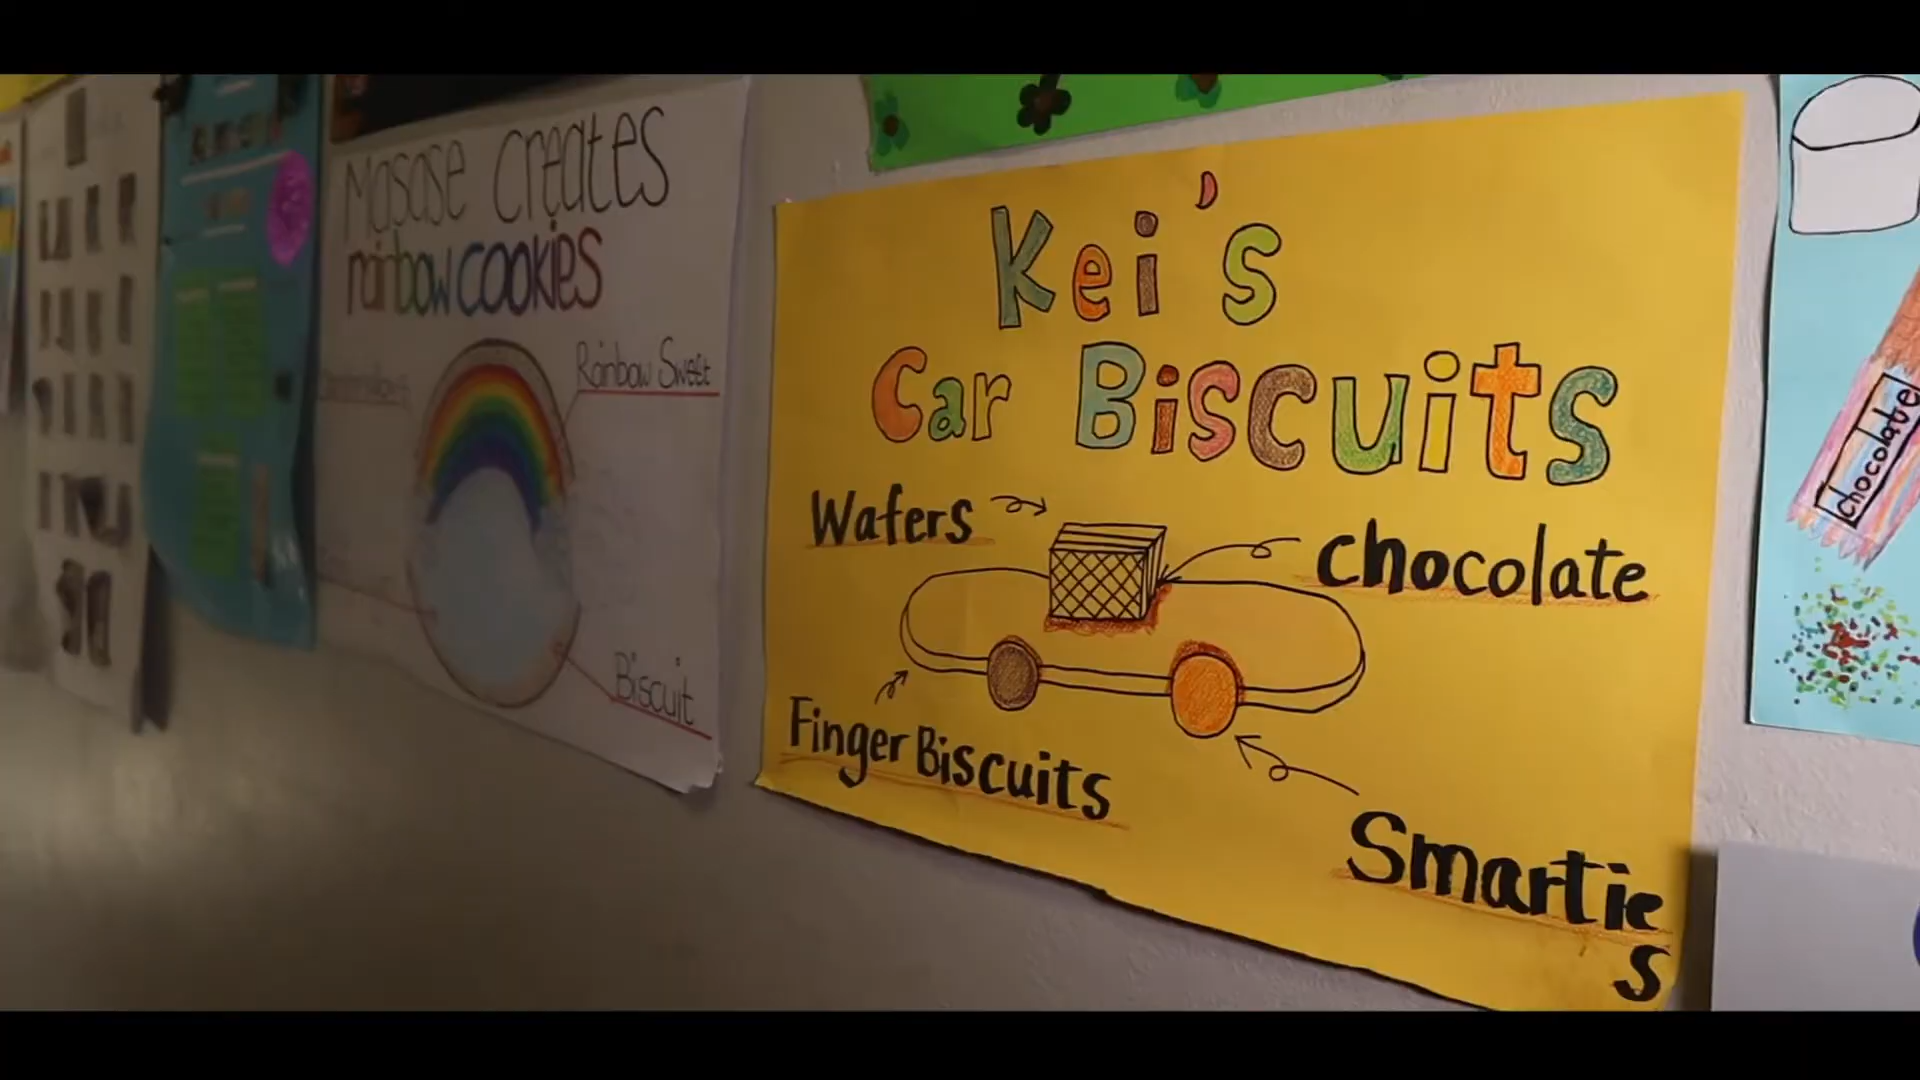 Masase creates
rainbow cookies
Rainbow Sweet
Biscuit
Kei's
Car Biscuits
Wafers
chocolate
Finger Biscuits
Smartie
s
chocolate